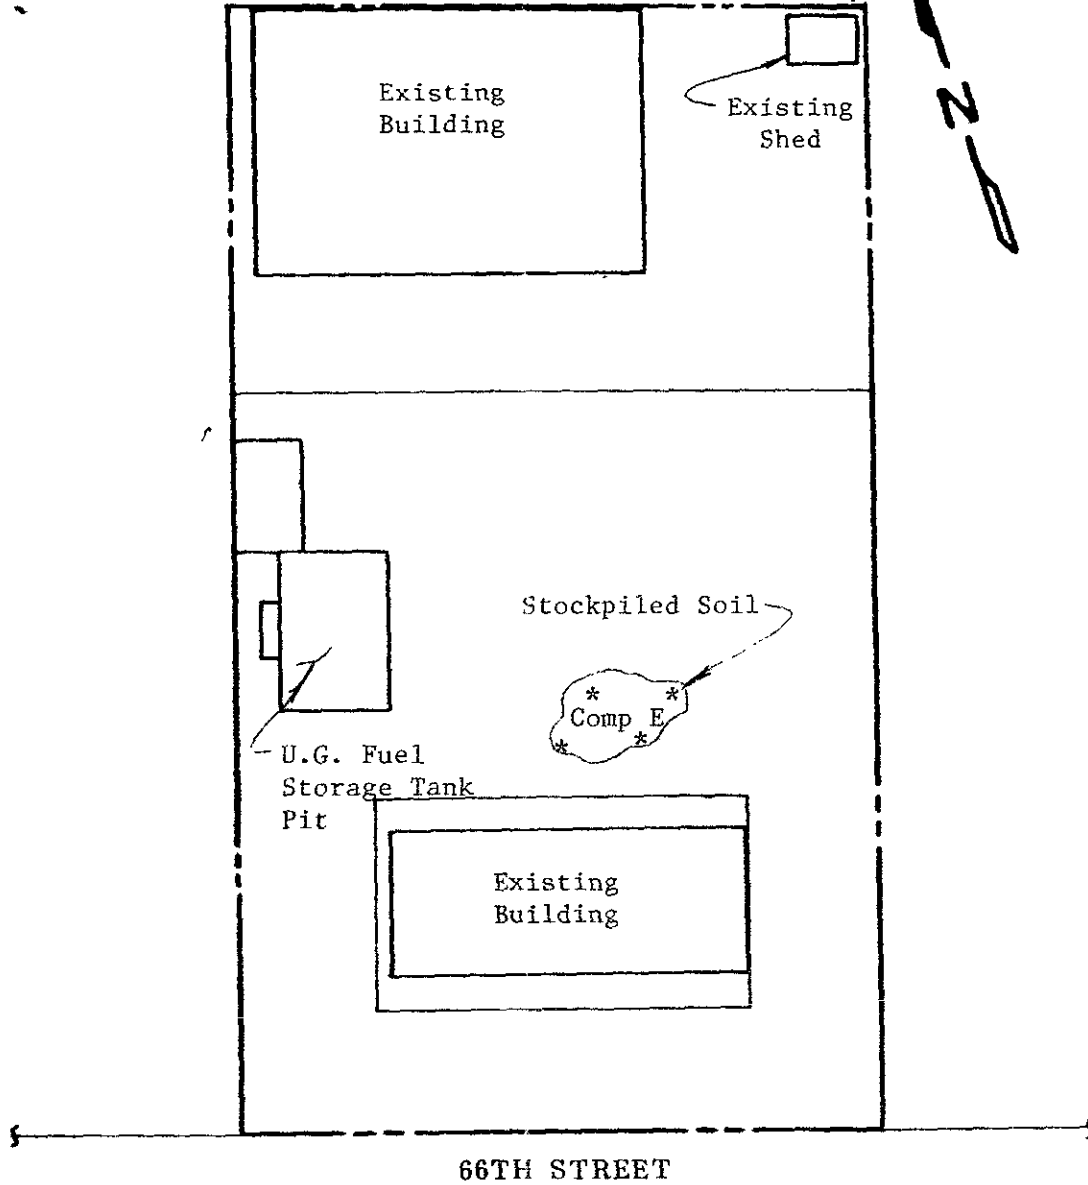 Existing
Building
Existing
Shed
N
Stockpiled Soil
* *
Comp E
* *
U.G. Fuel
Storage Tank
Pit
Existing
Building
66TH STREET